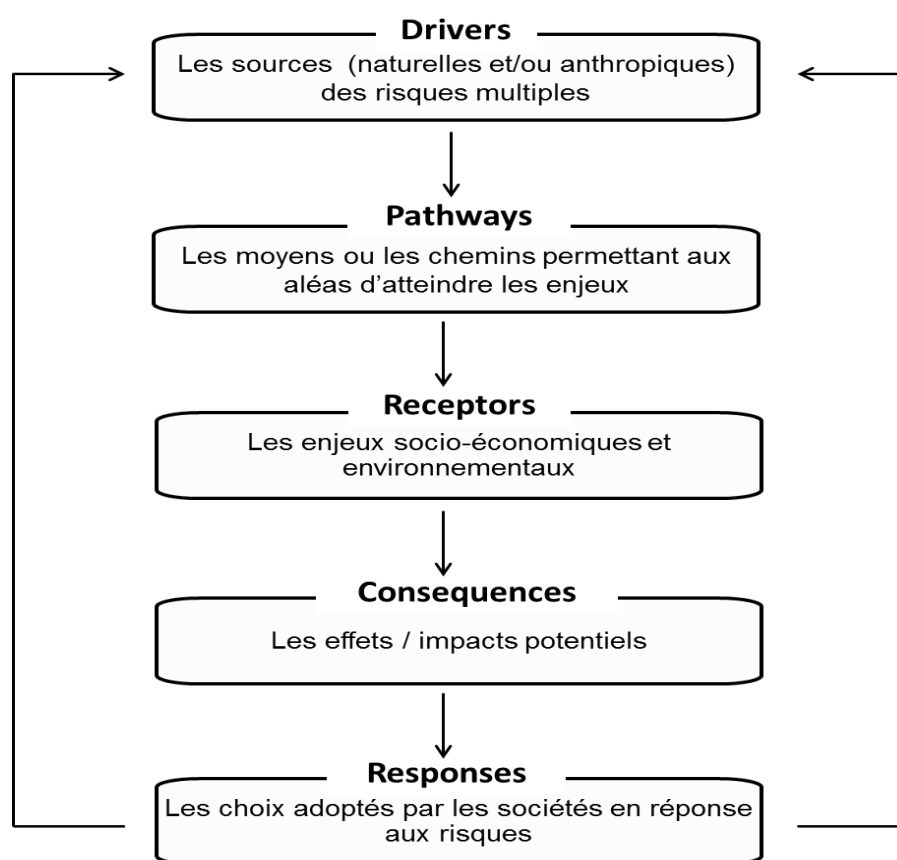 Drivers
Les sources (naturelles et/ou anthropiques)
des risques multiples
Pathways
Les moyens ou les chemins permettant aux
aléas d’atteindre les enjeux
Receptors
Les enjeux socio-économiques et
environnementaux
Consequences
Les effets / impacts potentiels
Responses
Les choix adoptés par les sociétés en réponse
aux risques